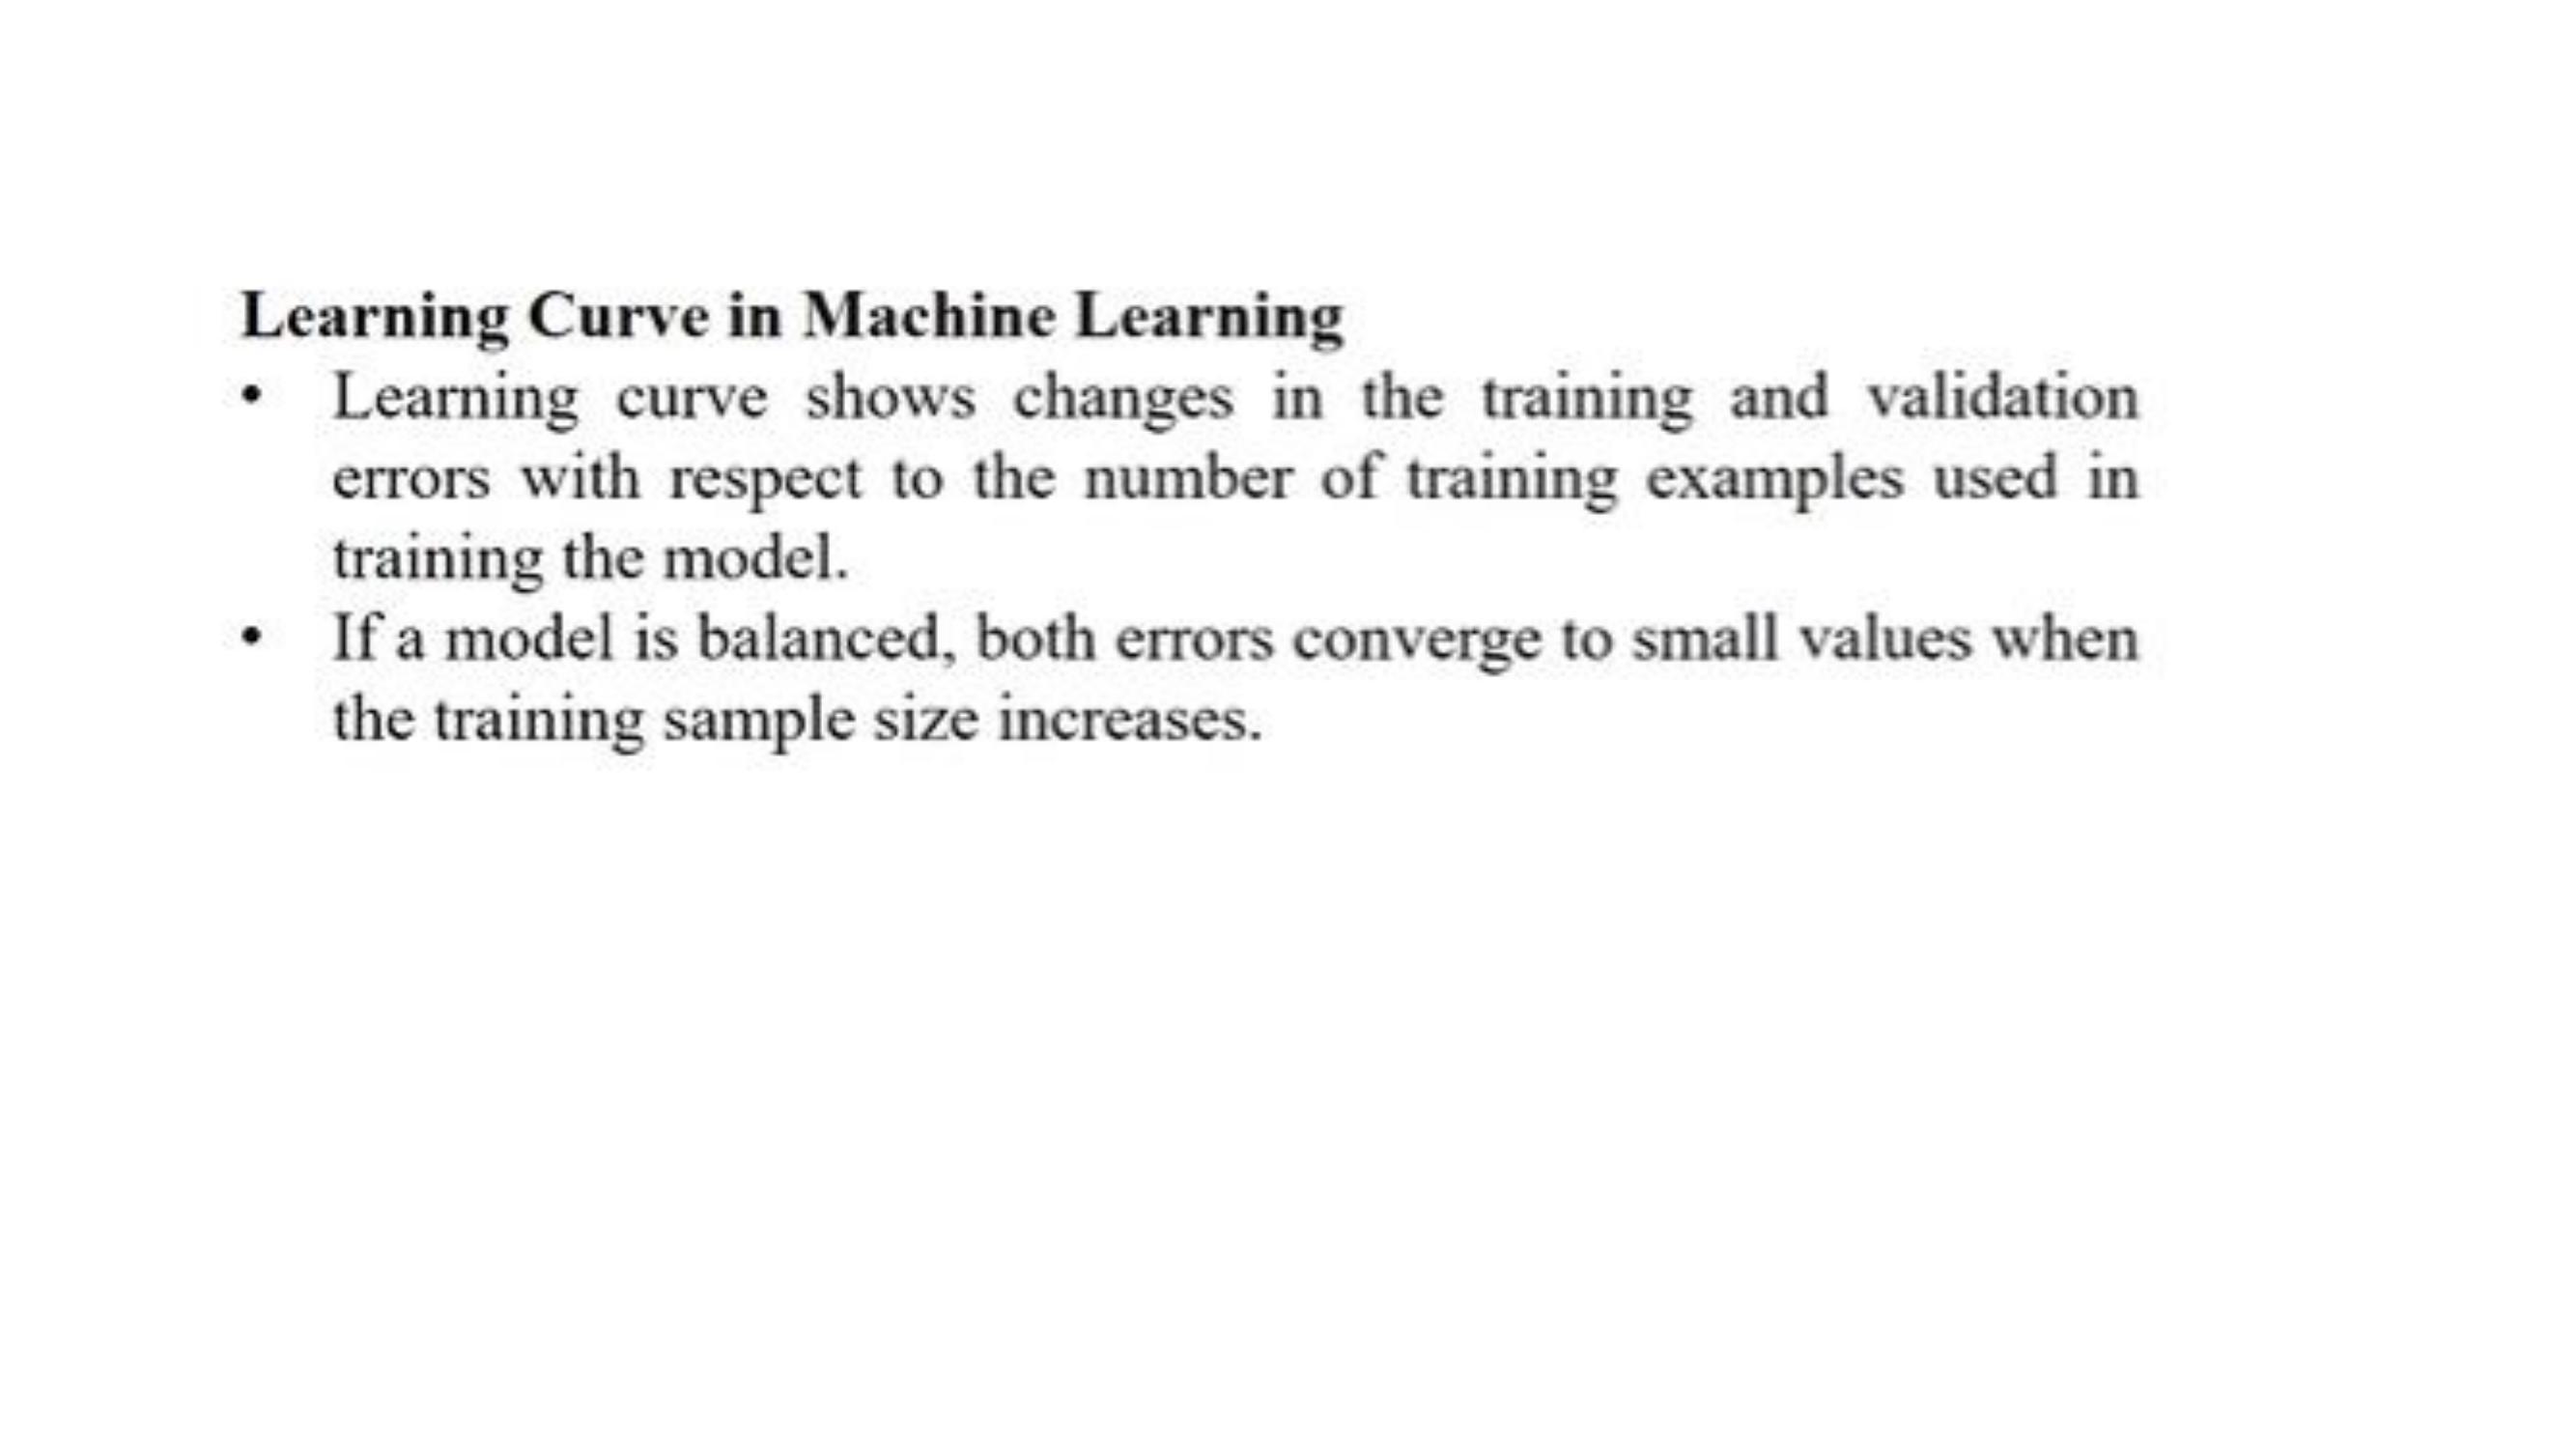 Learning Curve in Machine Learning
• Learning curve shows changes in the training and validation
errors with respect to the number of training examples used in
training the model.
• If a model is balanced, both errors converge to small values when
the training sample size increases.